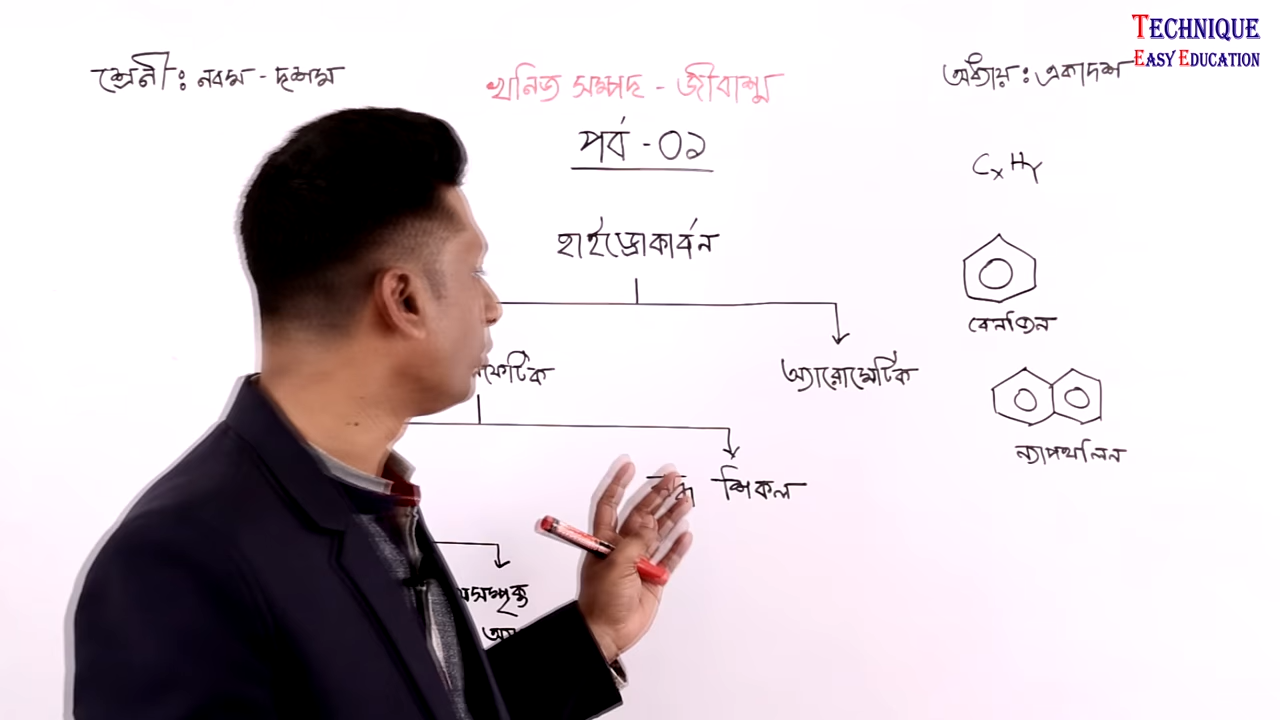 TECHNIQUE
EASY EDUCATION
শ্রেনী : নবম - দশম
খনিজ সম্পদ - জীবাশ্ম
অধ্যায় : একাদশ
পর্ব - ০১
CxHy
হাইড্রোকার্বন
বেনজিন
অ্যারোমেটিক
ন্যাপথলিন
শিকল